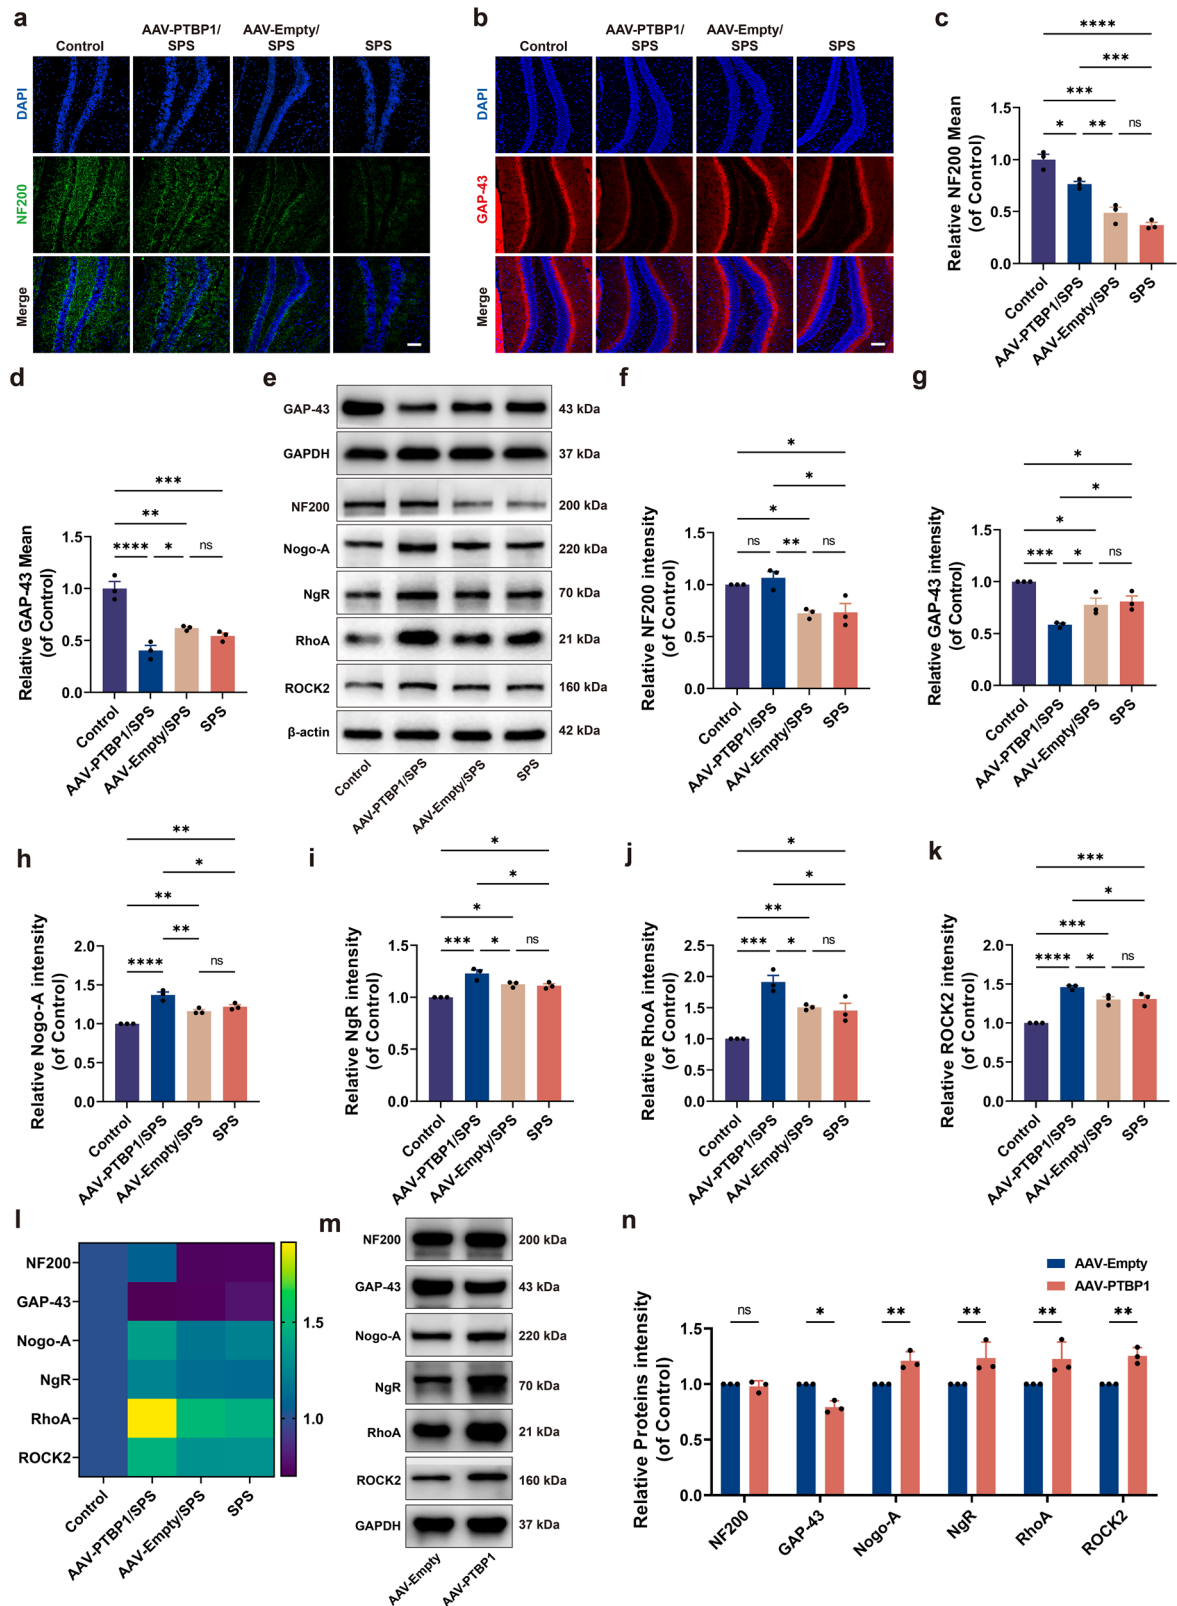 a
Control
AAV-PTBP1/
SPS
AAV-Empty/
SPS
SPS
DAPI
NF200
Merge
b
Control
AAV-PTBP1/
SPS
AAV-Empty/
SPS
SPS
DAPI
GAP-43
Merge
c
****
***
***
* ** ns
Relative NF200 Mean
(of Control)
1.5
1.0
0.5
0.0
Control
AAV-PTBP1/SPS
AAV-Empty/SPS
SPS
d
***
**
**** * ns
Relative GAP-43 Mean
(of Control)
1.5
1.0
0.5
0.0
Control
AAV-PTBP1/SPS
AAV-Empty/SPS
SPS
e
GAP-43 43 kDa
GAPDH 37 kDa
NF200 200 kDa
Nogo-A 220 kDa
NgR 70 kDa
RhoA 21 kDa
ROCK2 160 kDa
β-actin 42 kDa
Control
AAV-PTBP1/SPS
AAV-Empty/SPS
SPS
f
*
*
*
ns ** ns
Relative NF200 intensity
(of Control)
1.5
1.0
0.5
0.0
Control
AAV-PTBP1/SPS
AAV-Empty/SPS
SPS
g
*
*
*
*** * ns
Relative GAP-43 intensity
(of Control)
1.5
1.0
0.5
0.0
Control
AAV-PTBP1/SPS
AAV-Empty/SPS
SPS
h
**
*
**
**
**** ns
Relative Nogo-A intensity
(of Control)
2.0
1.5
1.0
0.5
0.0
Control
AAV-PTBP1/SPS
AAV-Empty/SPS
SPS
i
*
*
*
*** * ns
Relative NgR intensity
(of Control)
1.5
1.0
0.5
0.0
Control
AAV-PTBP1/SPS
AAV-Empty/SPS
SPS
j
*
*
**
*** * ns
Relative RhoA intensity
(of Control)
2.5
2.0
1.5
1.0
0.5
0.0
Control
AAV-PTBP1/SPS
AAV-Empty/SPS
SPS
k
***
*
***
**** * ns
Relative ROCK2 intensity
(of Control)
2.0
1.5
1.0
0.5
0.0
Control
AAV-PTBP1/SPS
AAV-Empty/SPS
SPS
l
NF200
GAP-43
Nogo-A
NgR
RhoA
ROCK2
Control
AAV-PTBP1/SPS
AAV-Empty/SPS
SPS
1.5
1.0
m
NF200 200 kDa
GAP-43 43 kDa
Nogo-A 220 kDa
NgR 70 kDa
RhoA 21 kDa
ROCK2 160 kDa
GAPDH 37 kDa
AAV-Empty
AAV-PTBP1
n
AAV-Empty
AAV-PTBP1
ns * ** ** ** **
Relative Proteins intensity
(of Control)
1.5
1.0
0.5
0.0
NF200
GAP-43
Nogo-A
NgR
RhoA
ROCK2